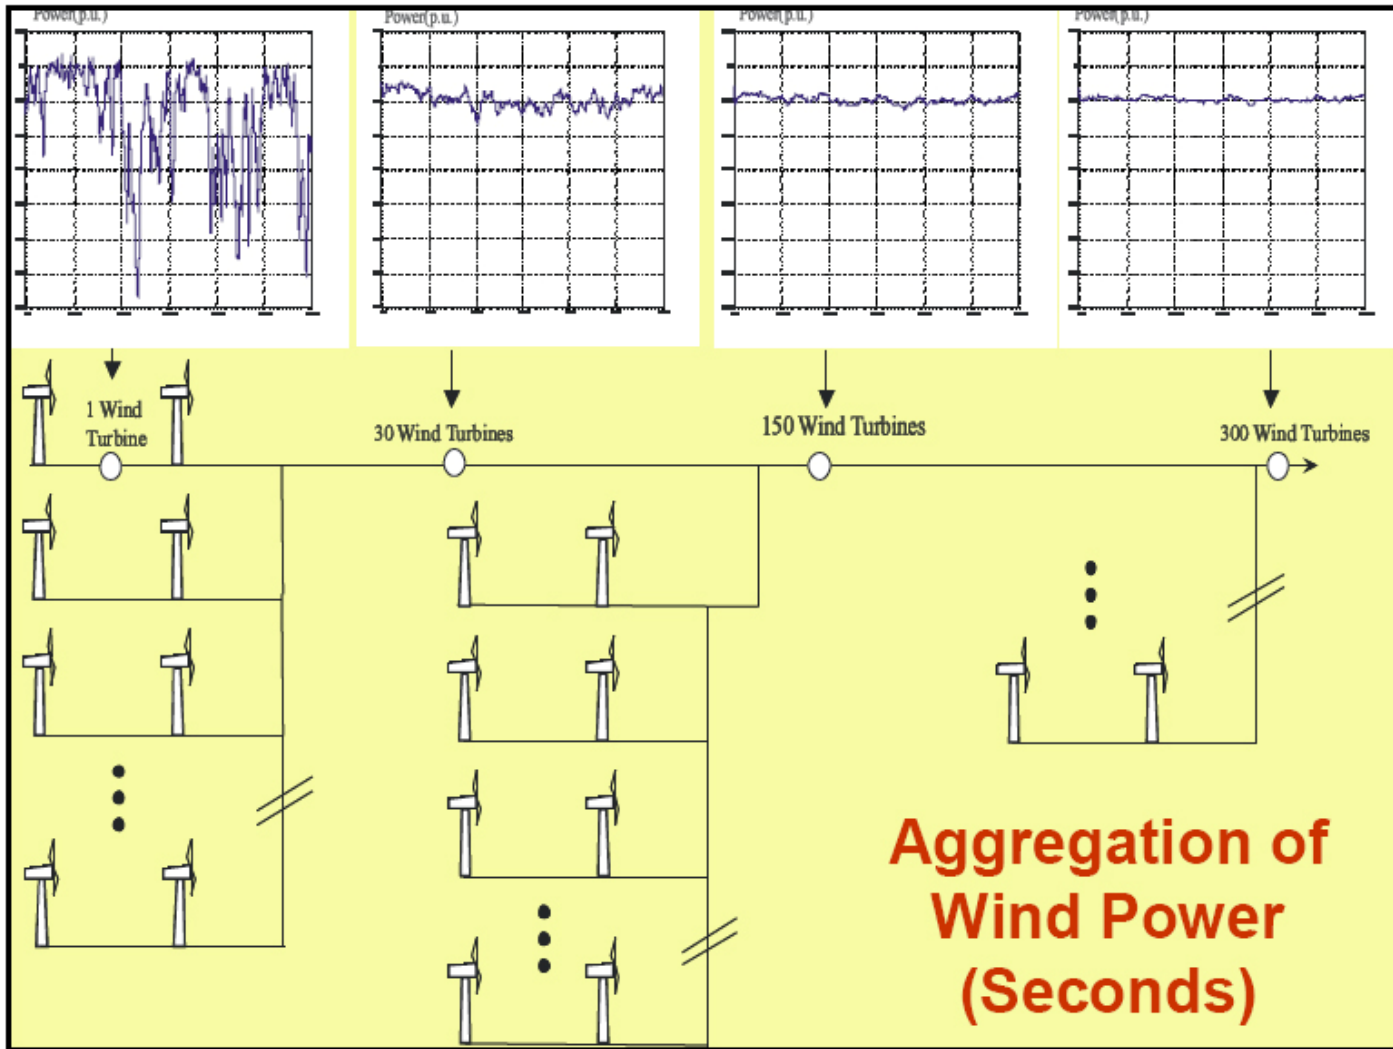 Power(p.u.)
Power(p.u.)
Power(p.u.)
Power(p.u.)
1 Wind
Turbine
30 Wind Turbines
150 Wind Turbines
300 Wind Turbines
Aggregation of
Wind Power
(Seconds)